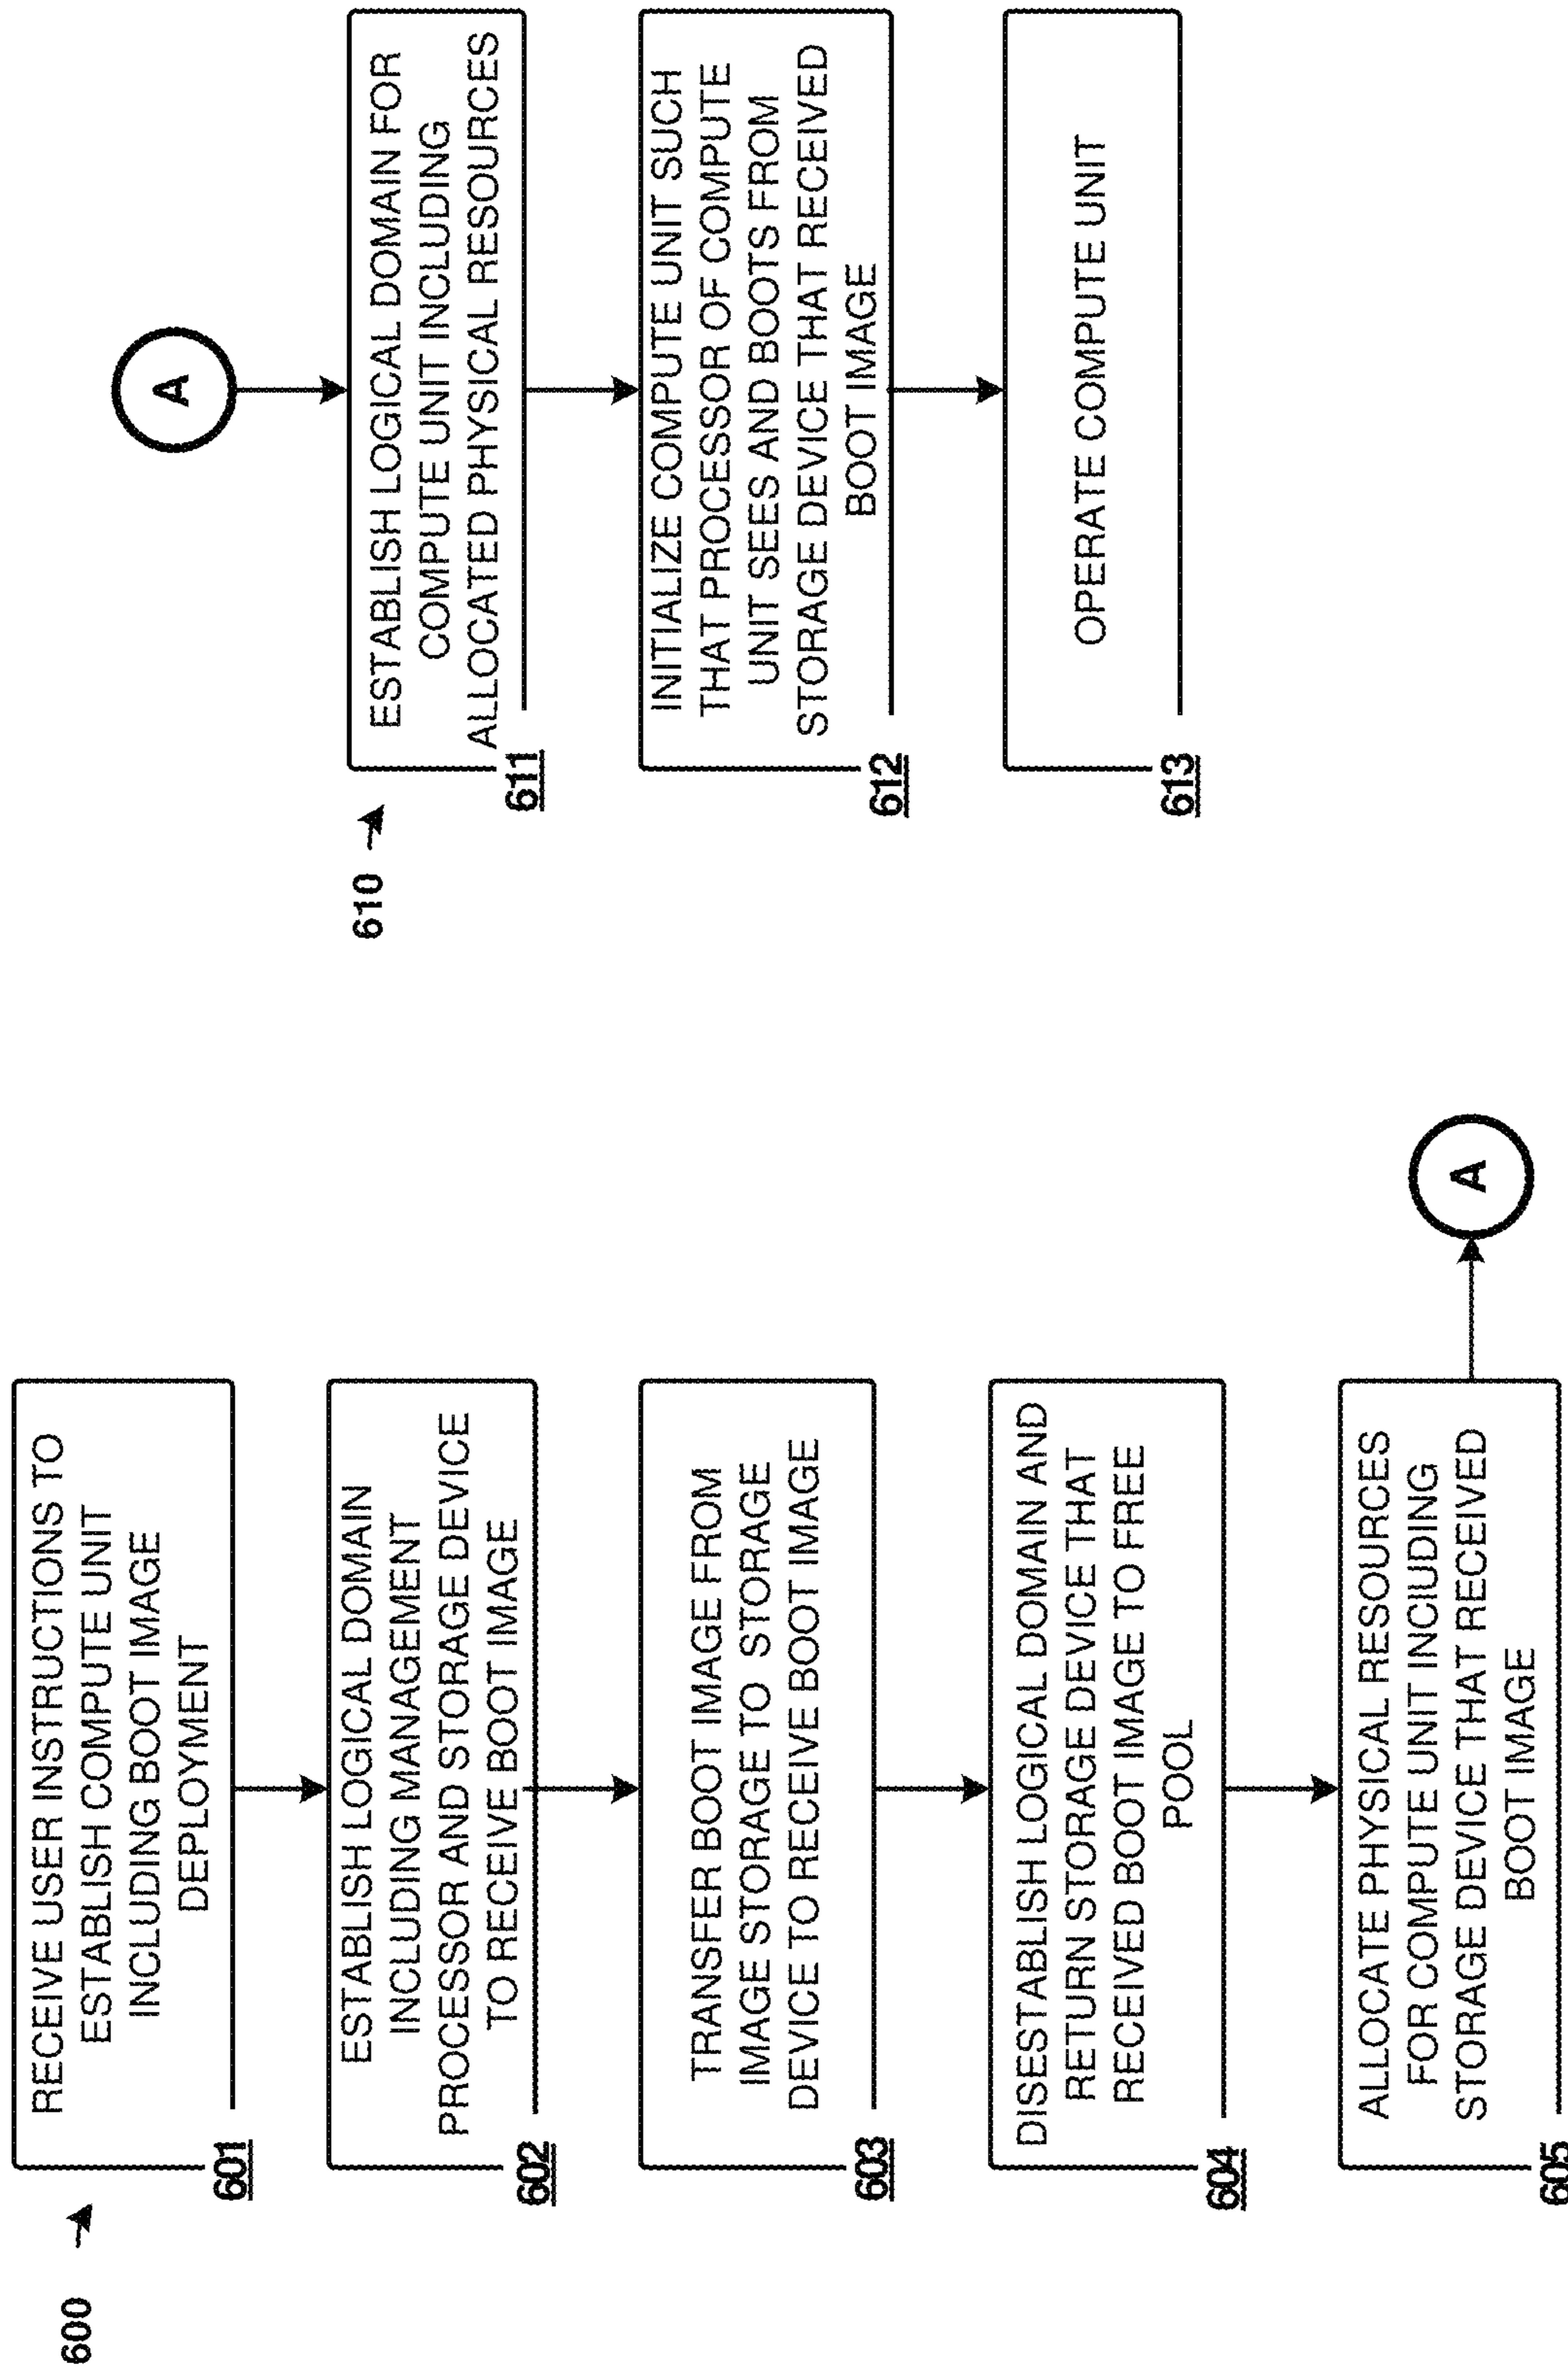 600
RECEIVE USER INSTRUCTIONS TO
ESTABLISH COMPUTE UNIT
INCLUDING BOOT IMAGE
DEPLOYMENT
601
ESTABLISH LOGICAL DOMAIN
INCLUDING MANAGEMENT
PROCESSOR AND STORAGE DEVICE
TO RECEIVE BOOT IMAGE
602
TRANSFER BOOT IMAGE FROM
IMAGE STORAGE TO STORAGE
DEVICE TO RECEIVE BOOT IMAGE
603
DISESTABLISH LOGICAL DOMAIN AND
RETURN STORAGE DEVICE THAT
RECEIVED BOOT IMAGE TO FREE
POOL
604
ALLOCATE PHYSICAL RESOURCES
FOR COMPUTE UNIT INCIUDING
STORAGE DEVICE THAT RECEIVED
BOOT IMAGE
605
A
A
610
ESTABLISH LOGICAL DOMAIN FOR
COMPUTE UNIT INCLUDING
ALLOCATED PHYSICAL RESOURCES
611
INITIALIZE COMPUTE UNIT SUCH
THAT PROCESSOR OF COMPUTE
UNIT SEES AND BOOTS FROM
STORAGE DEVICE THAT RECEIVED
BOOT IMAGE
612
OPERATE COMPUTE UNIT
613